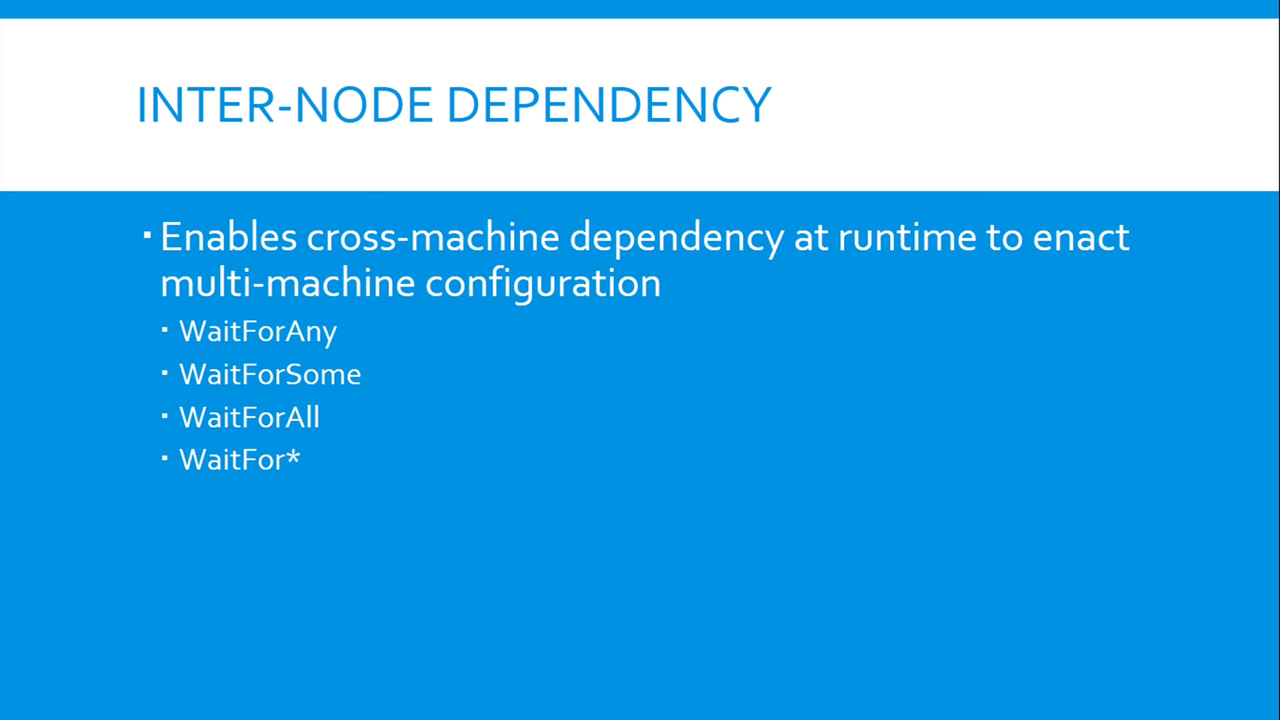 INTER-NODE DEPENDENCY
▪ Enables cross-machine dependency at runtime to enact
multi-machine configuration
▪ WaitForAny
▪ WaitForSome
▪ WaitForAll
▪ WaitFor*